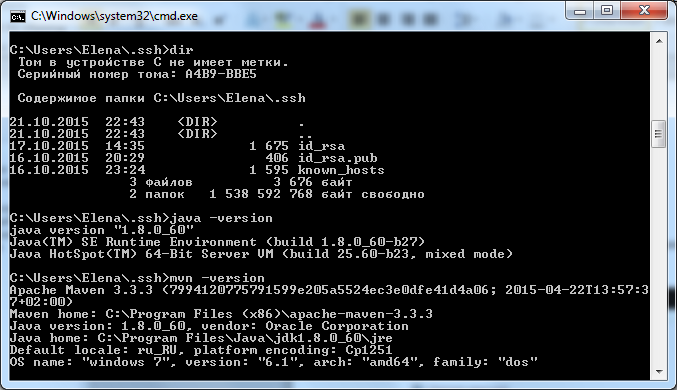 C:\Windows\system32\cmd.exe
C:\Users\Elena\.ssh>dir
 Том в устройстве C не имеет метки.
 Серийный номер тома: A4B9-BBE5

 Содержимое папки C:\Users\Elena\.ssh

21.10.2015  22:43    <DIR>          .
21.10.2015  22:43    <DIR>          ..
17.10.2015  14:35             1 675 id_rsa
16.10.2015  20:29               406 id_rsa.pub
16.10.2015  23:24             1 595 known_hosts
               3 файлов          3 676 байт
               2 папок   1 538 592 768 байт свободно

C:\Users\Elena\.ssh>java -version
java version "1.8.0_60"
Java(TM) SE Runtime Environment (build 1.8.0_60-b27)
Java HotSpot(TM) 64-Bit Server VM (build 25.60-b23, mixed mode)

C:\Users\Elena\.ssh>mvn -version
Apache Maven 3.3.3 (7994120775791599e205a5524ec3e0dfe41d4a06; 2015-04-22T13:57:3
7+02:00)
Maven home: C:\Program Files (x86)\apache-maven-3.3.3
Java version: 1.8.0_60, vendor: Oracle Corporation
Java home: C:\Program Files\Java\jdk1.8.0_60\jre
Default locale: ru_RU, platform encoding: Cp1251
OS name: "windows 7", version: "6.1", arch: "amd64", family: "dos"